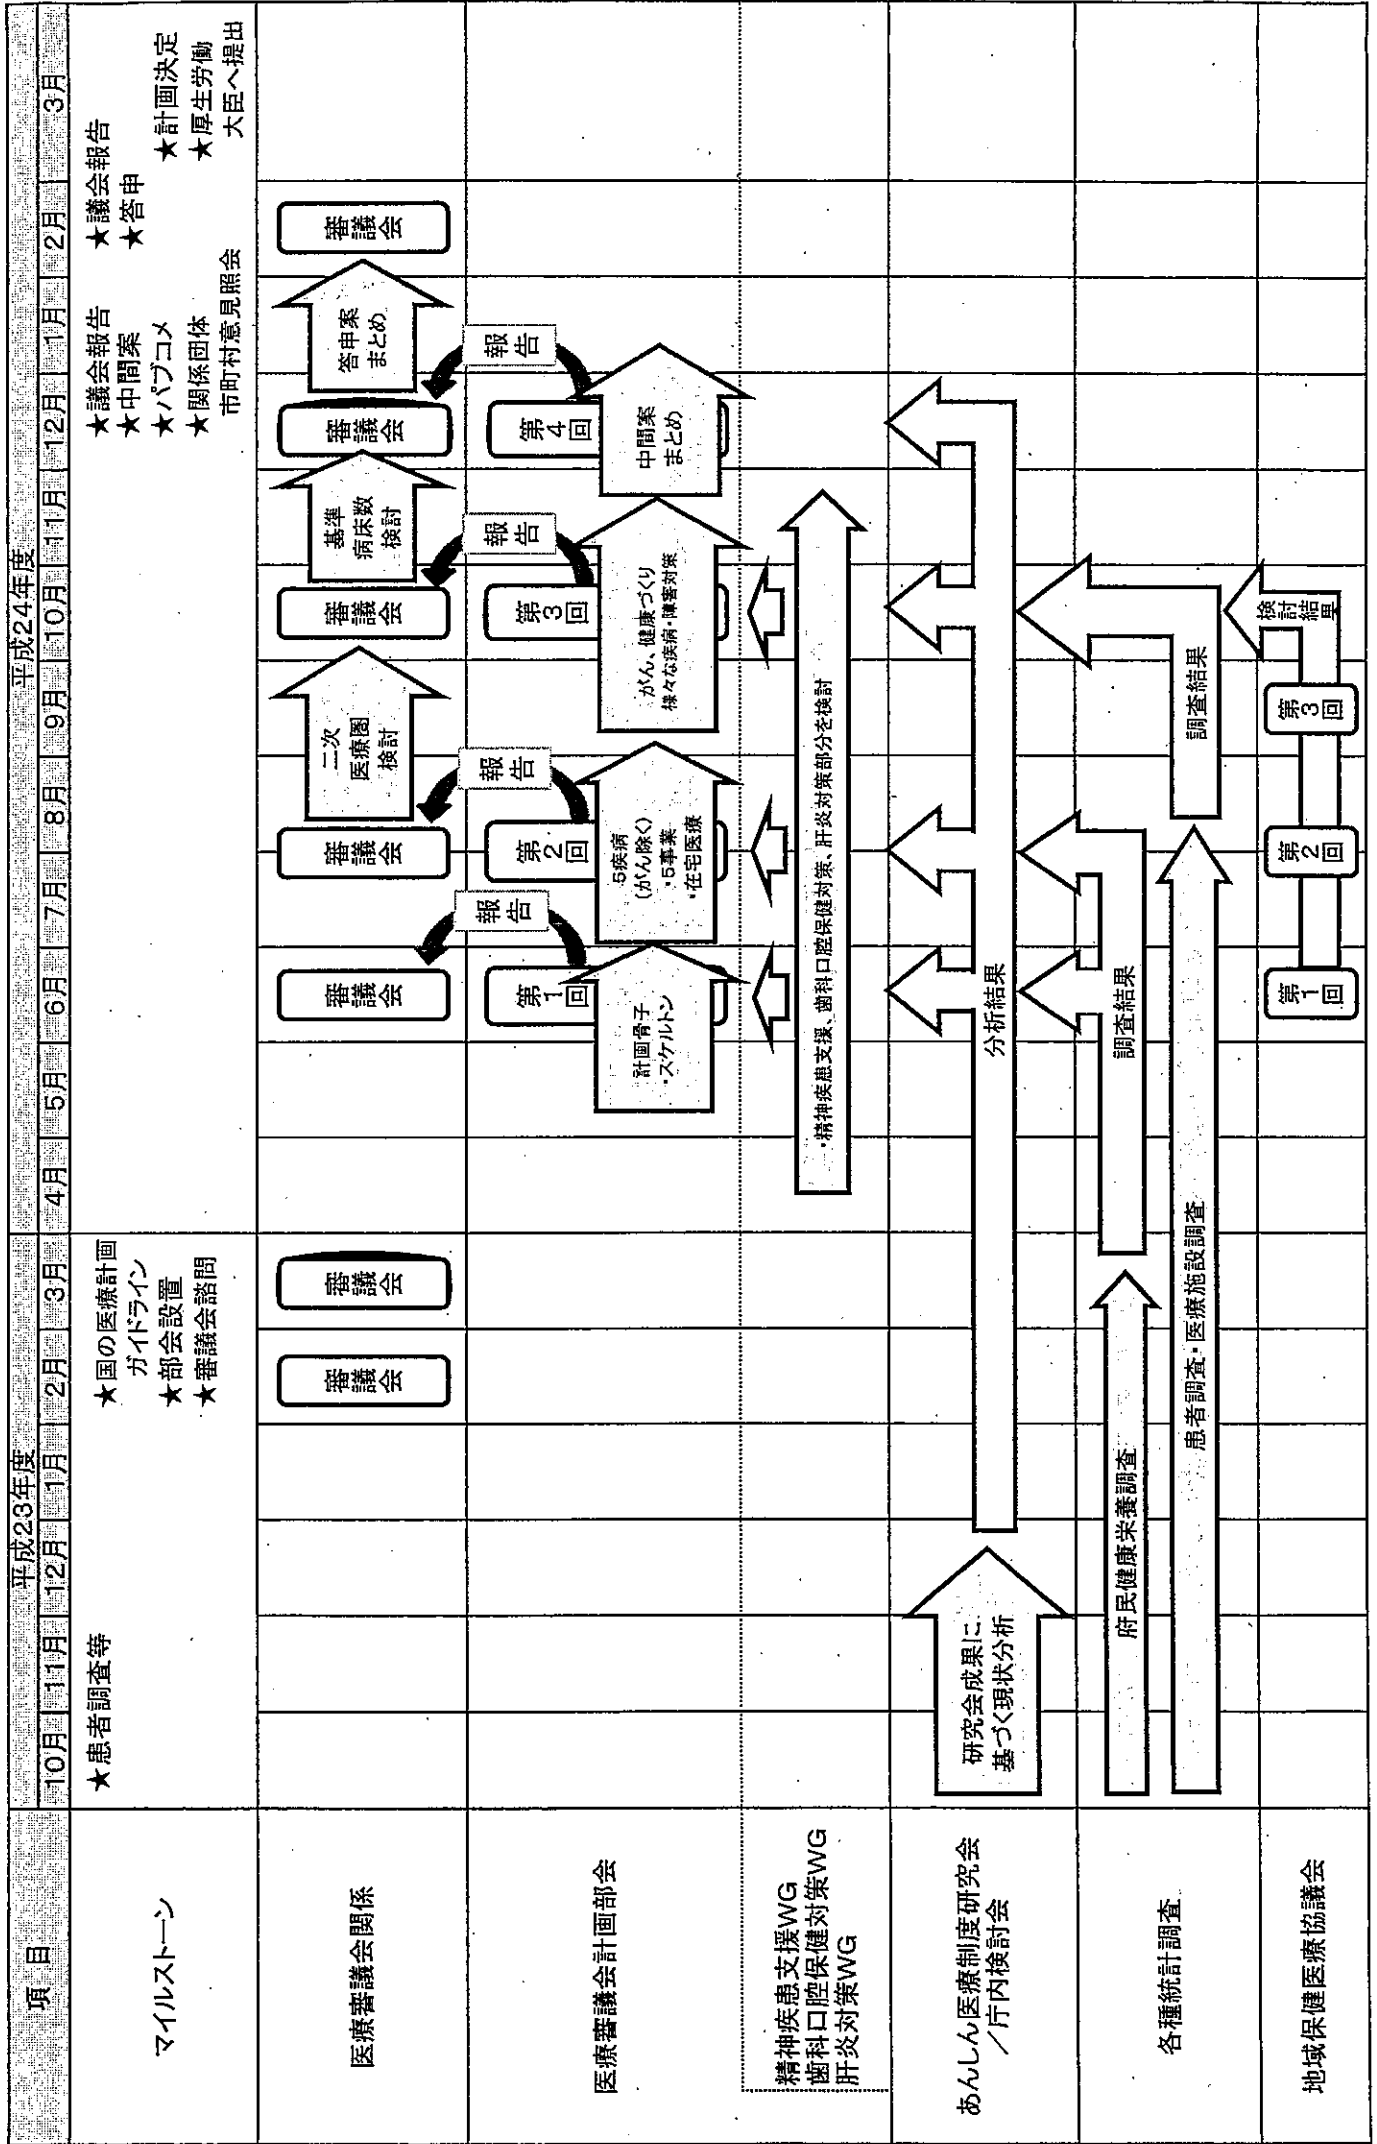 項 目
平成23年度
平成24年度
10月
11月
12月
1月
2月
3月
4月
5月
6月
7月
8月
9月
10月
11月
12月
1月
2月
3月
マイルストーン
★患者調査等
★国の医療計画
ガイドライン
★部会設置
★審議会諮問
★議会報告
★中間案
★パブコメ
★関係団体
市町村意見照会
★議会報告
★答申
★計画決定
★厚生労働
大臣へ提出
医療審議会関係
審議会
審議会
審議会
審議会
二次
医療圏
検討
審議会
基準
病床数
検討
審議会
答申案
まとめ
審議会
医療審議会計画部会
報告
報告
報告
報告
第1回
第2回
第3回
第4回
計画骨子
・スケルトン
5疾病
(がん除く)
・5事業
・在宅医療
がん、健康づくり
様々な疾病・障害対策
中間案
まとめ
精神疾患支援WG
歯科口腔保健対策WG
肝炎対策WG
・精神疾患支援、歯科口腔保健対策、肝炎対策部分を検討
あんしん医療制度研究会
／庁内検討会
研究会成果に
基づく現状分析
分析結果
各種統計調査
府民健康栄養調査
調査結果
患者調査・医療施設調査
調査結果
地域保健医療協議会
第1回
第2回
第3回
検討結果